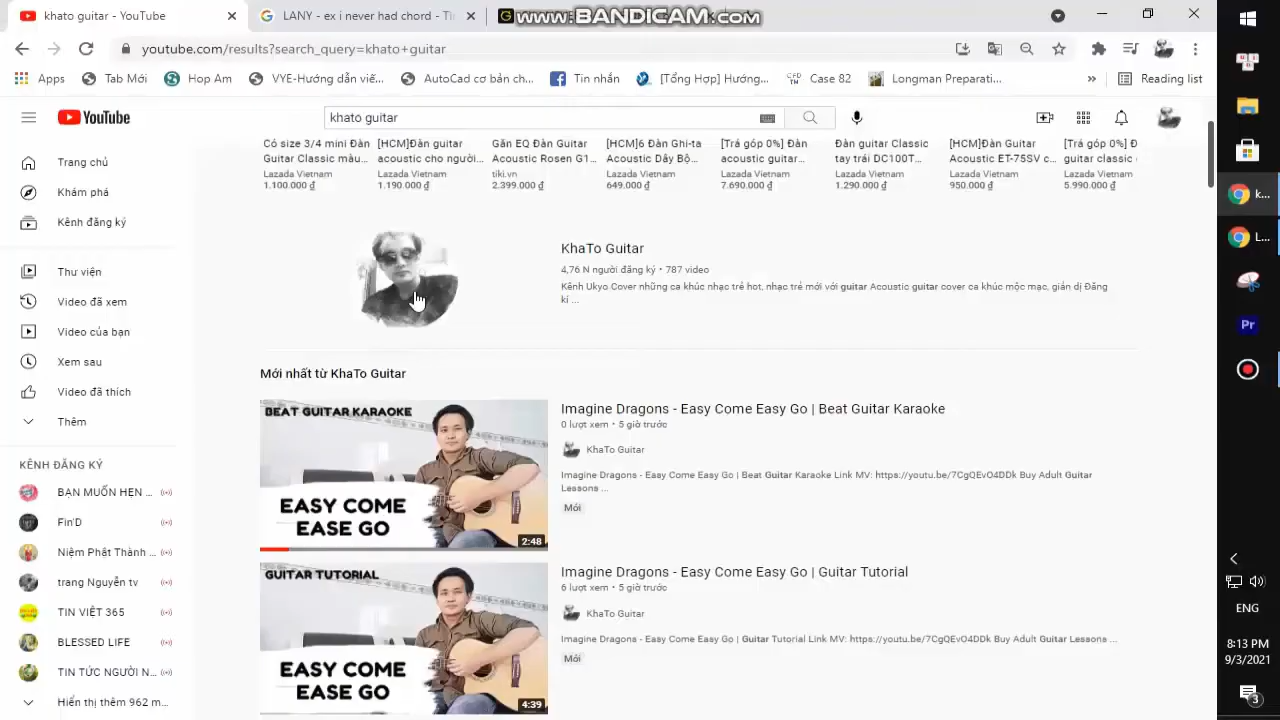 khato guitar - YouTube
LANY - ex i never had chord - Tì
www.BANDICAM.com
youtube.com/results?search_query=khato+guitar
Apps
Tab Mới
Hop Am
VYE-Hướng dẫn viế...
AutoCad cơ bản ch...
Tin nhắn
[Tổng Hợp] Hướng...
Case 82
Longman Preparati...
»
Reading list
YouTube
khato guitar
Có size 3/4 mini Đàn
Guitar Classic màu...
Lazada Vietnam
1.100.000 ₫
[HCM]Đàn guitar
acoustic cho người...
Lazada Vietnam
1.190.000 ₫
Gắn EQ Đàn Guitar
Acoustic Rosen G1...
tiki.vn
2.399.000 ₫
[HCM]6 Đàn Ghi-ta
Acoustic Dây Bộ...
Lazada Vietnam
649.000 ₫
[Trả góp 0%] Đàn
acoustic guitar...
Lazada Vietnam
7.690.000 ₫
Đàn guitar Classic
tay trái DC100T...
Lazada Vietnam
1.290.000 ₫
[HCM]Đàn Guitar
Acoustic ET-75SV c...
Lazada Vietnam
950.000 ₫
[Trả góp 0%] Đ
guitar classic
Lazada Vietnam
5.990.000 ₫
Trang chủ
Khám phá
Kênh đăng ký
Thư viện
Video đã xem
Video của bạn
Xem sau
Video đã thích
Thêm
KÊNH ĐĂNG KÝ
BẠN MUỐN HẸN ...
Fin'D
Niệm Phật Thành ...
trang Nguyễn tv
TIN VIỆT 365
BLESSED LIFE
TIN TỨC NGƯỜI N...
Hiển thị thêm 962 m...
KhaTo Guitar
4,76 N người đăng ký • 787 video
Kênh Ukyo Cover những ca khúc nhạc trẻ hot, nhạc trẻ mới với guitar Acoustic guitar cover ca khúc mộc mạc, giản dị Đăng
kí ...
Mới nhất từ KhaTo Guitar
BEAT GUITAR KARAOKE
EASY COME
EASE GO
2:48
Imagine Dragons - Easy Come Easy Go | Beat Guitar Karaoke
0 lượt xem • 5 giờ trước
KhaTo Guitar
Imagine Dragons - Easy Come Easy Go | Beat Guitar Karaoke Link MV: https://youtu.be/7CgQEvO4DDk Buy Adult Guitar
Lessons ...
Mới
GUITAR TUTORIAL
EASY COME
EASE GO
4:39
Imagine Dragons - Easy Come Easy Go | Guitar Tutorial
6 lượt xem • 5 giờ trước
KhaTo Guitar
Imagine Dragons - Easy Come Easy Go | Guitar Tutorial Link MV: https://youtu.be/7CgQEvO4DDk Buy Adult Guitar Lessons ...
Mới
k...
L...
Pr
ENG
8:13 PM
9/3/2021
3